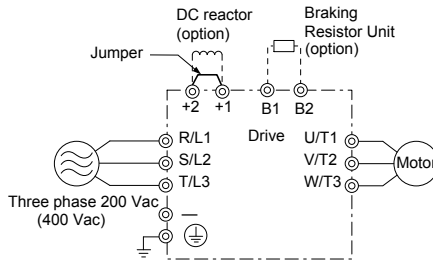 DC reactor
(option)
Braking
Resistor Unit
(option)
Jumper
+2
+1
B1
B2
Drive
R/L1
S/L2
T/L3
U/T1
V/T2
W/T3
Motor
Three phase 200 Vac
(400 Vac)
–